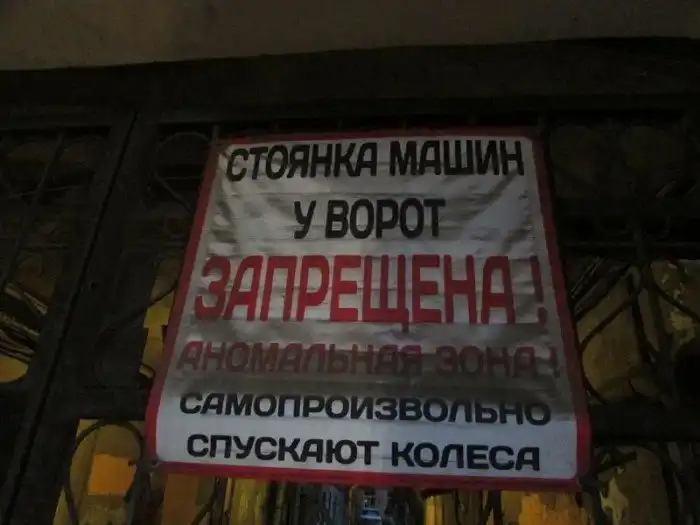 СТОЯНКА МАШИН
У ВОРОТ
ЗАПРЕЩЕНА!
АНОМАЛЬНАЯ ЗОНА!
САМОПРОИЗВОЛЬНО
СПУСКАЮТ КОЛЕСА